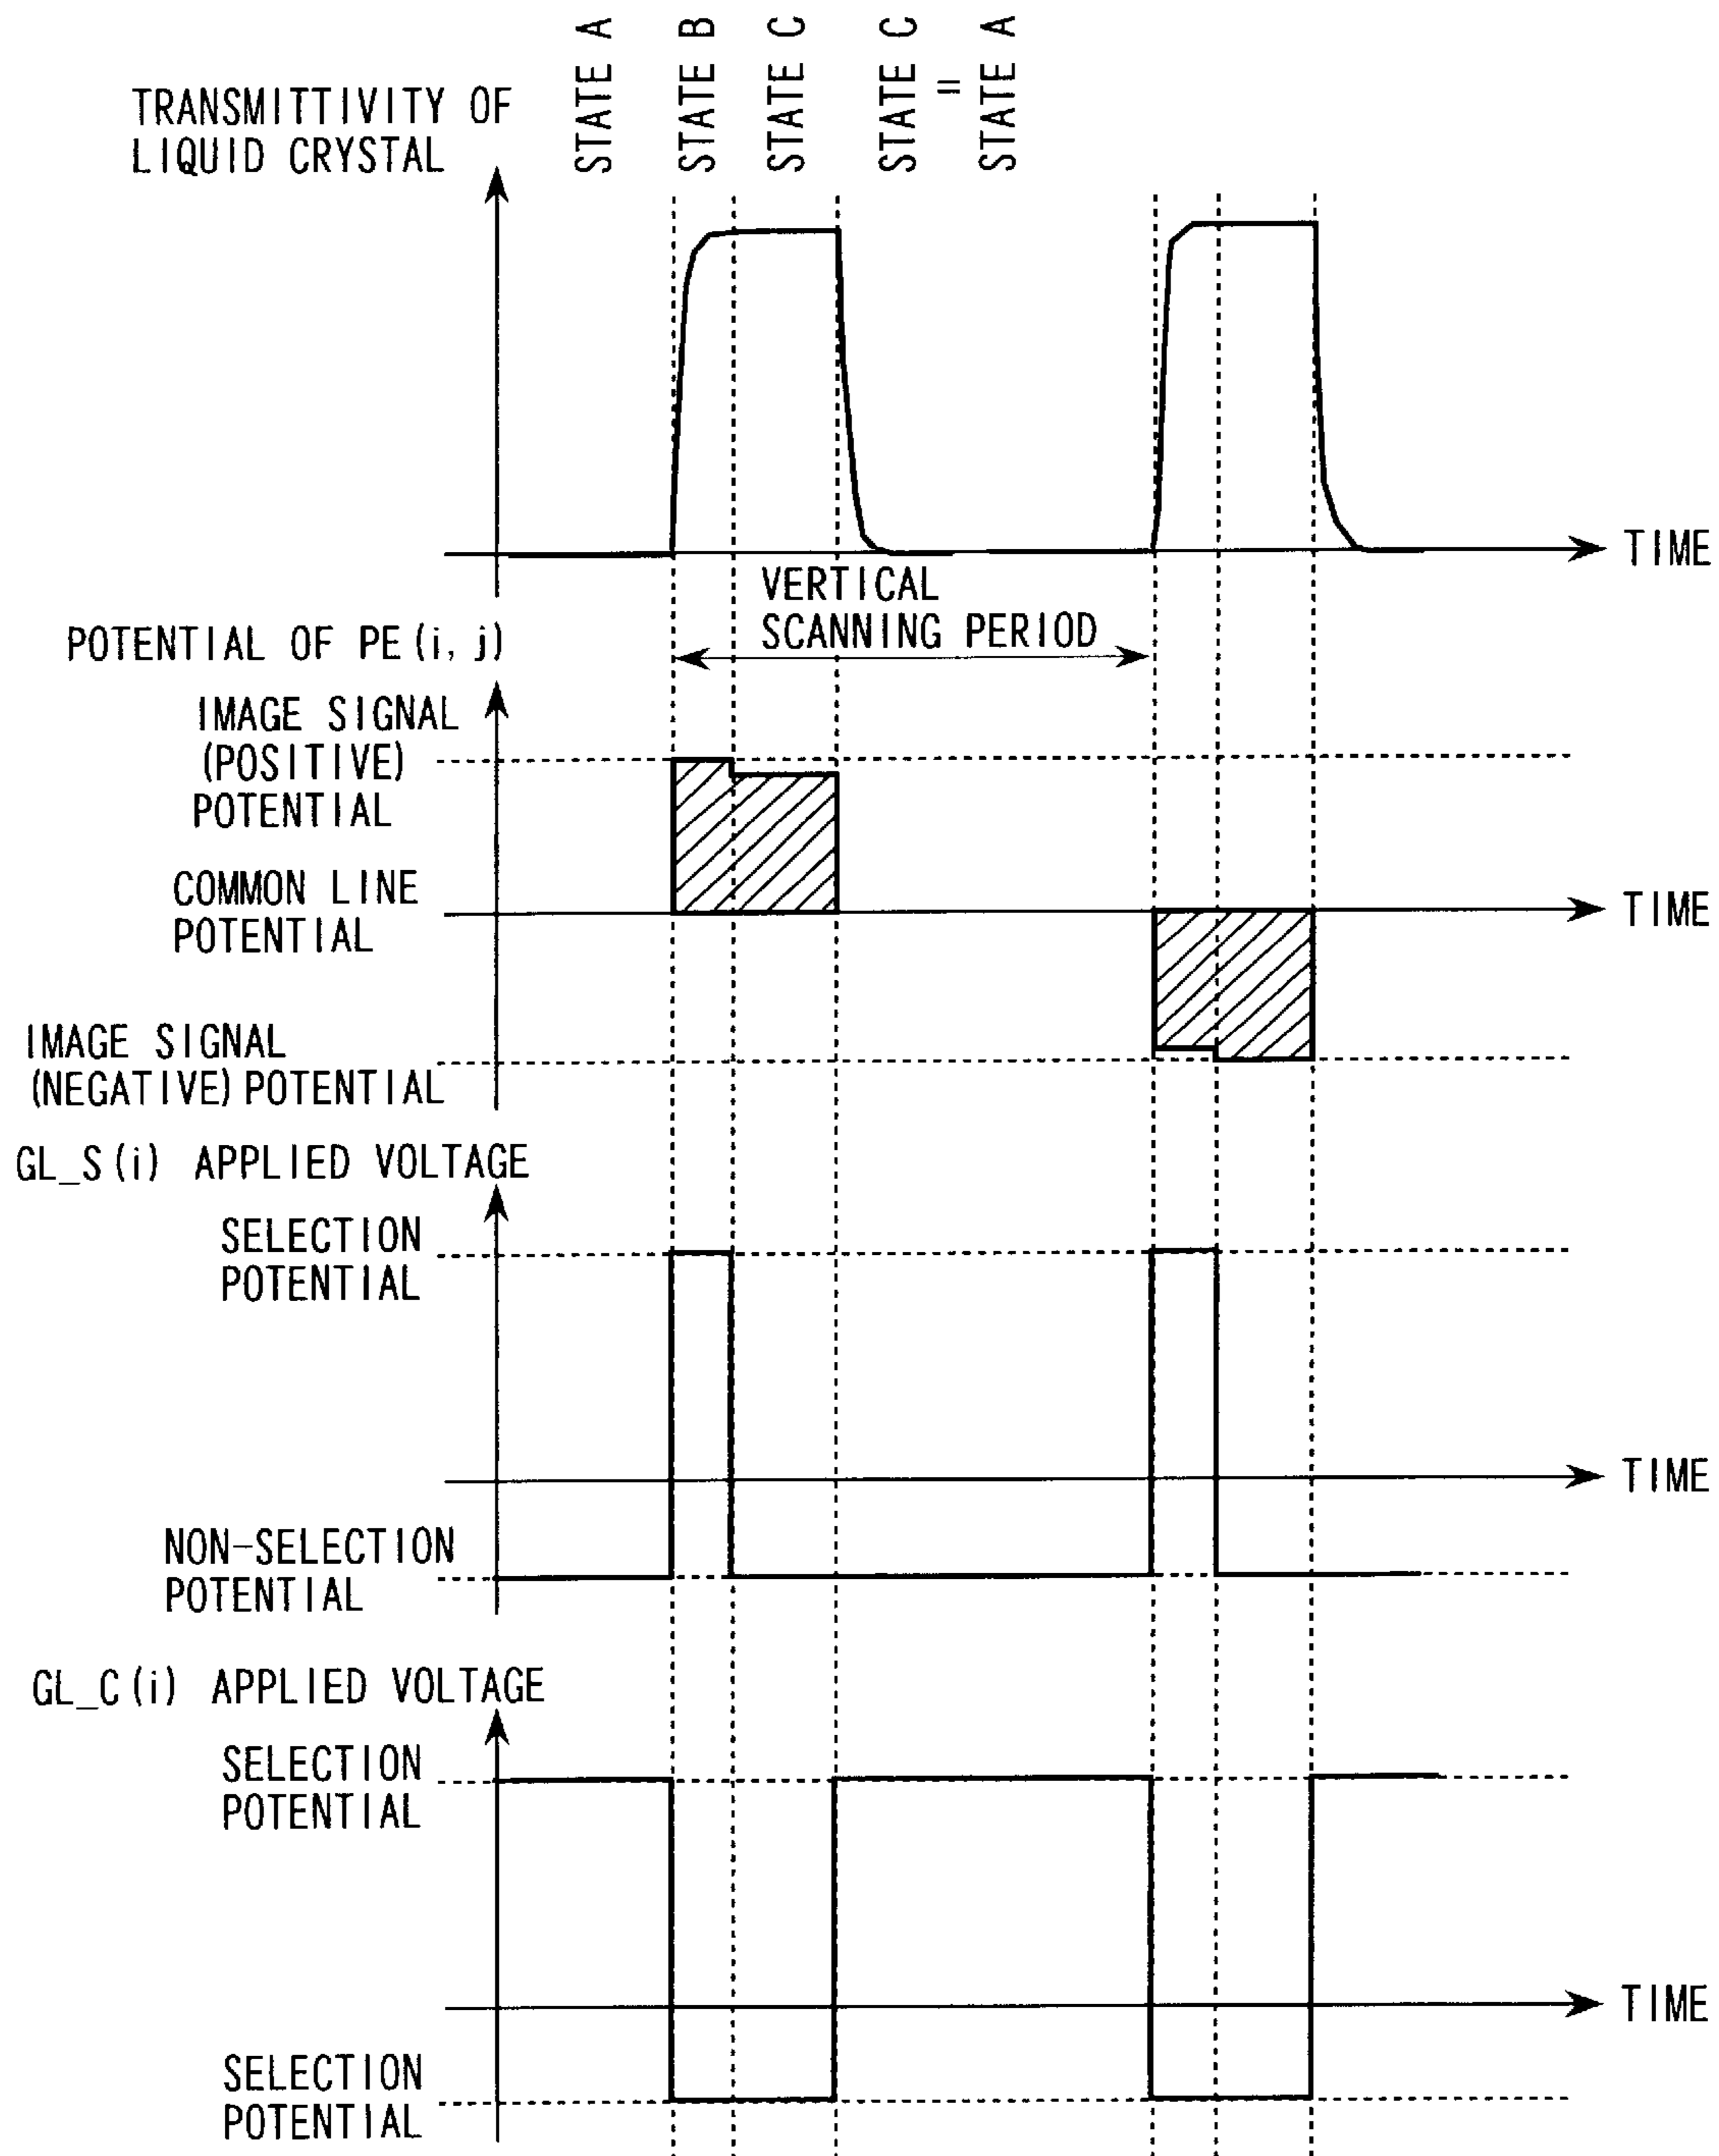 STATE A
STATE B
STATE C
STATE C
=
STATE A
TRANSMITTIVITY OF
LIQUID CRYSTAL
TIME
VERTICAL
SCANNING PERIOD
POTENTIAL OF PE(i, j)
IMAGE SIGNAL
(POSITIVE)
POTENTIAL
COMMON LINE
POTENTIAL
TIME
IMAGE SIGNAL
(NEGATIVE) POTENTIAL
GL_S(i) APPLIED VOLTAGE
SELECTION
POTENTIAL
TIME
NON-SELECTION
POTENTIAL
GL_C(i) APPLIED VOLTAGE
SELECTION
POTENTIAL
TIME
SELECTION
POTENTIAL